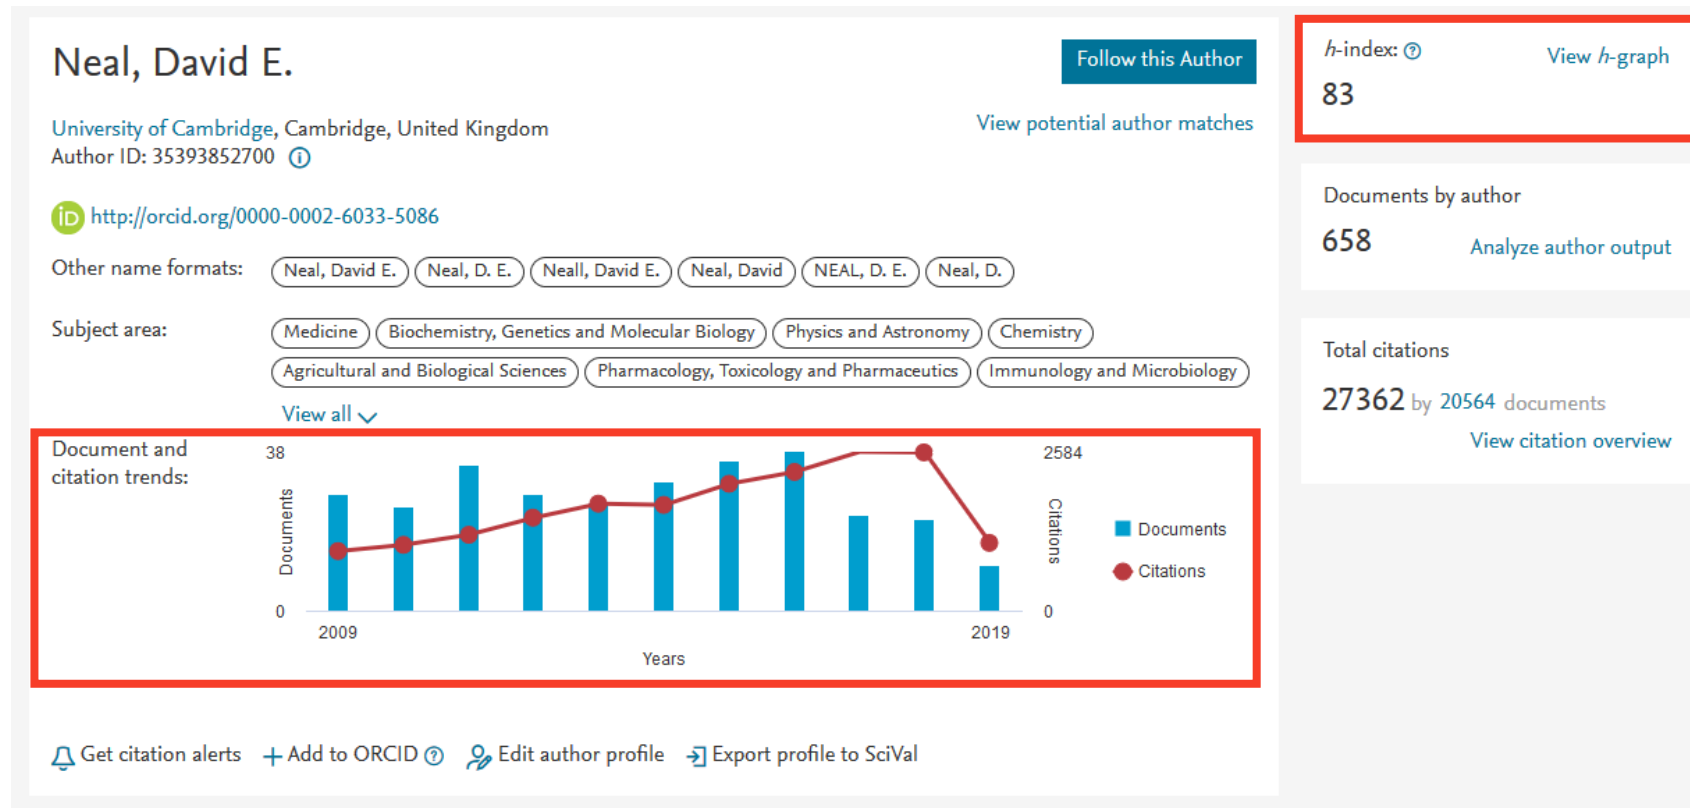 Neal, David E.
Follow this Author
University of Cambridge, Cambridge, United Kingdom
View potential author matches
Author ID: 35393852700
iD http://orcid.org/0000-0002-6033-5086
Other name formats: Neal, David E. Neal, D. E. Neall, David E. Neal, David NEAL, D. E. Neal, D.
Subject area: Medicine Biochemistry, Genetics and Molecular Biology Physics and Astronomy Chemistry
Agricultural and Biological Sciences Pharmacology, Toxicology and Pharmaceutics Immunology and Microbiology
View all
Document and
citation trends:
38
2584
Documents
Citations
0
0
2009
2019
Years
Documents
Citations
Get citation alerts + Add to ORCID ? Edit author profile Export profile to SciVal
h-index: ? View h-graph
83
Documents by author
658 Analyze author output
Total citations
27362 by 20564 documents
View citation overview